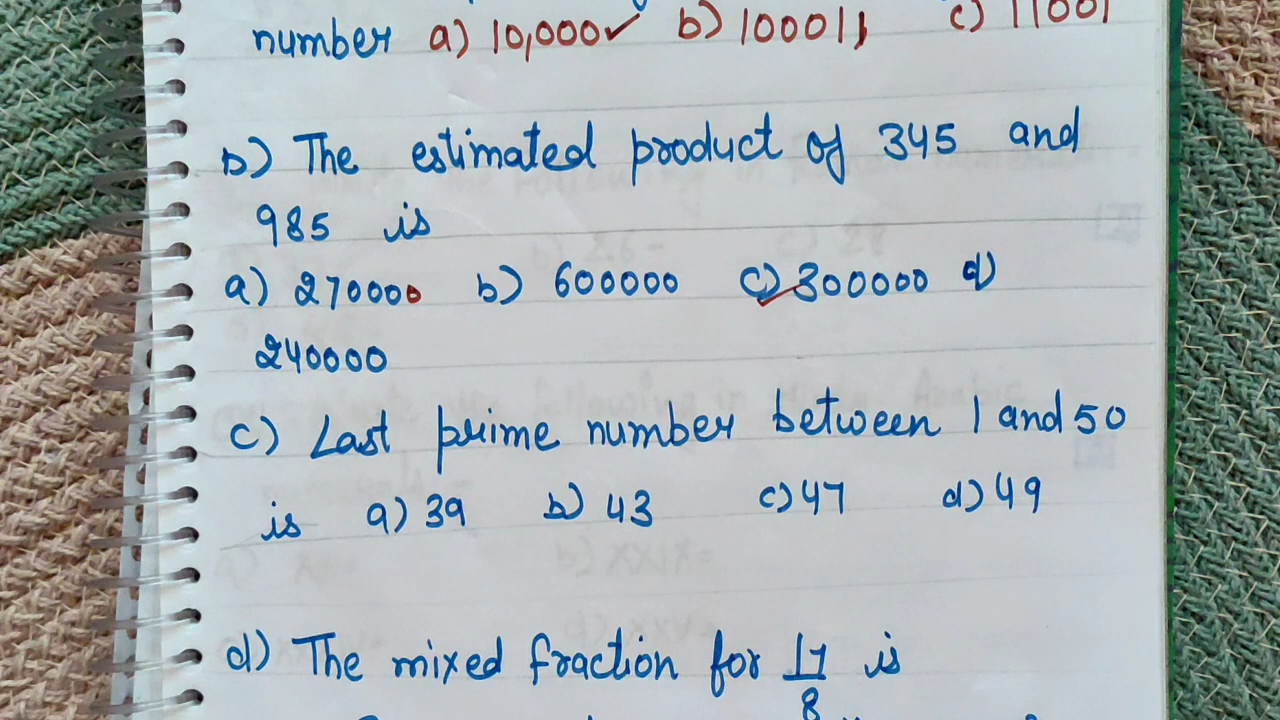 number a) 10,000✓ b) 10001, c) 11001
b) The estimated product of 345 and
985 is
a) 270000 b) 600000 c) 300000 d)
240000
c) Last prime number between 1 and 50
is a) 39 b) 43 c) 47 d) 49
d) The mixed fraction for 17/8 is